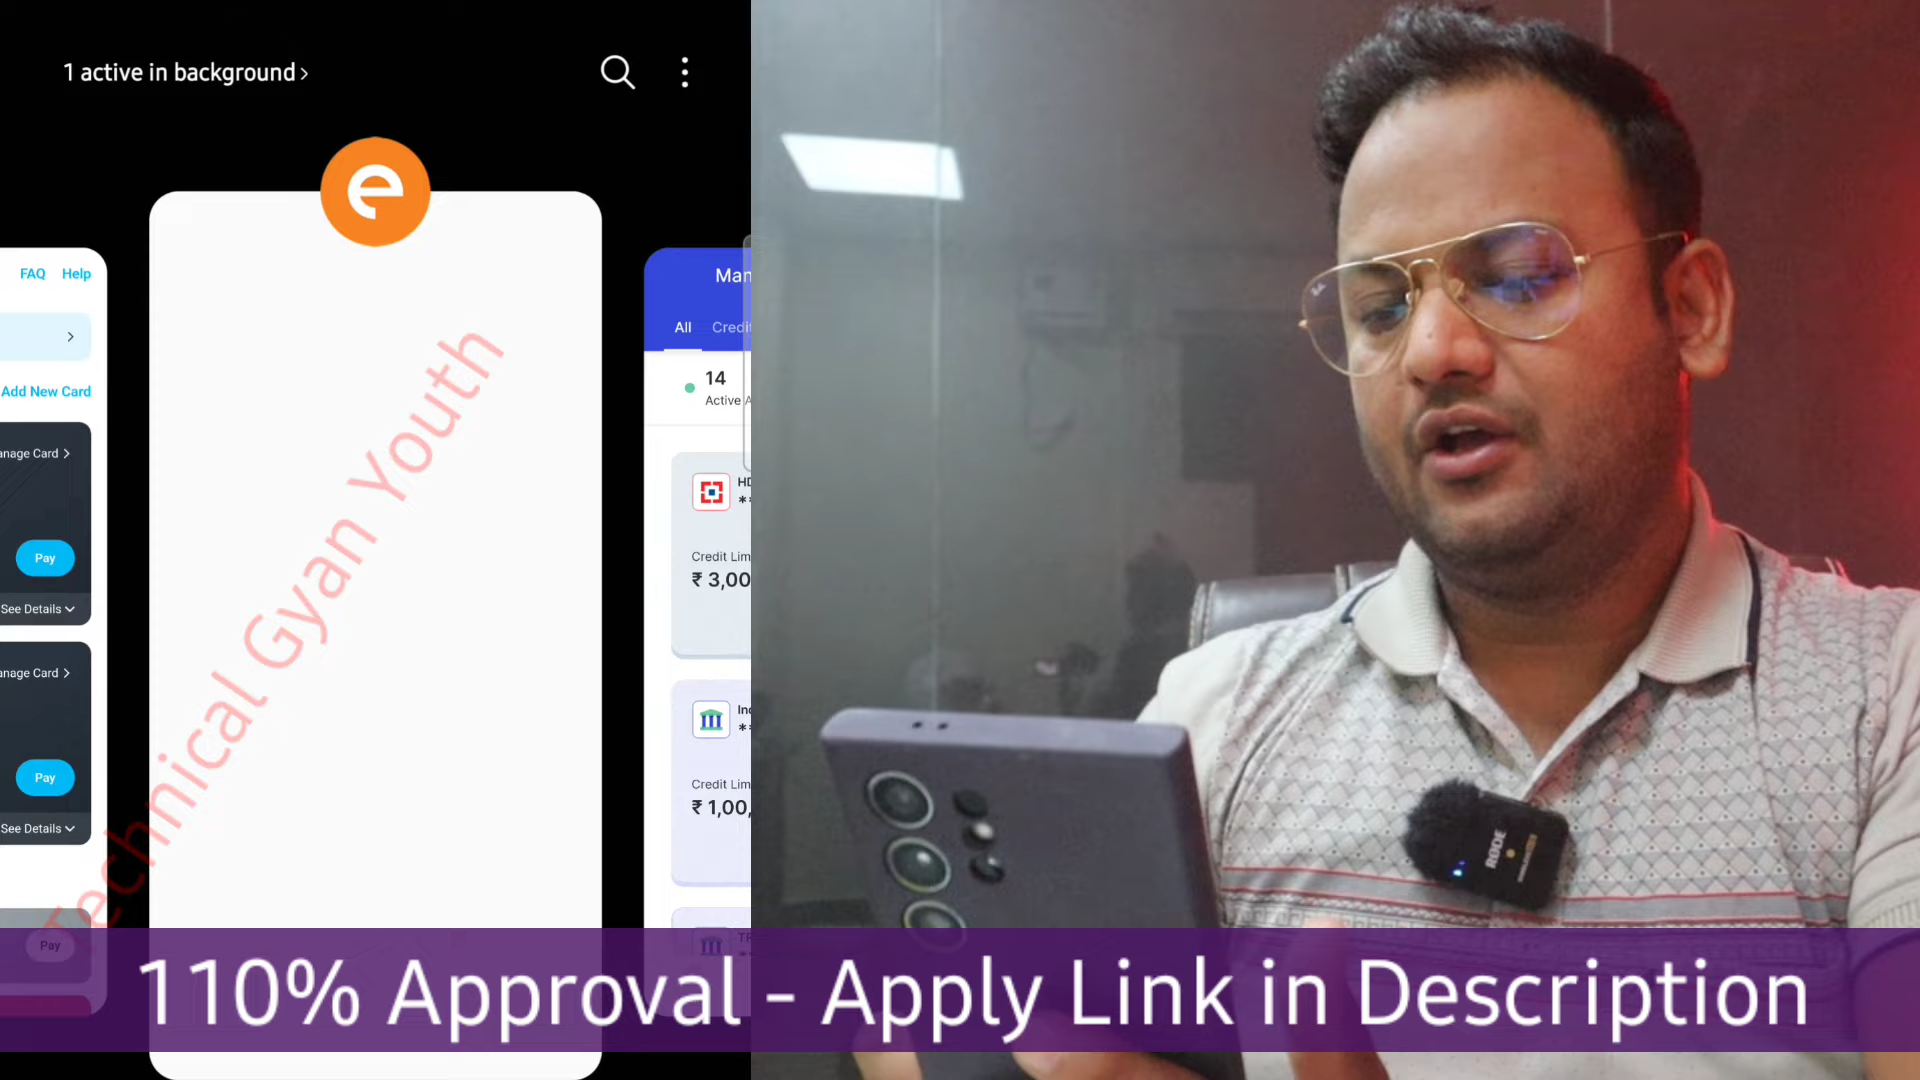 1 active in background >
e
FAQ Help
Add New Card
anage Card >
Pay
See Details
anage Card >
Pay
See Details
Pay
Technical Gyan Youth
Man
All Credi
14
Active A
HD
**
Credit Lim
₹ 3,00
Ind
**
Credit Lim
₹ 1,00,
RØDE
110% Approval - Apply Link in Description